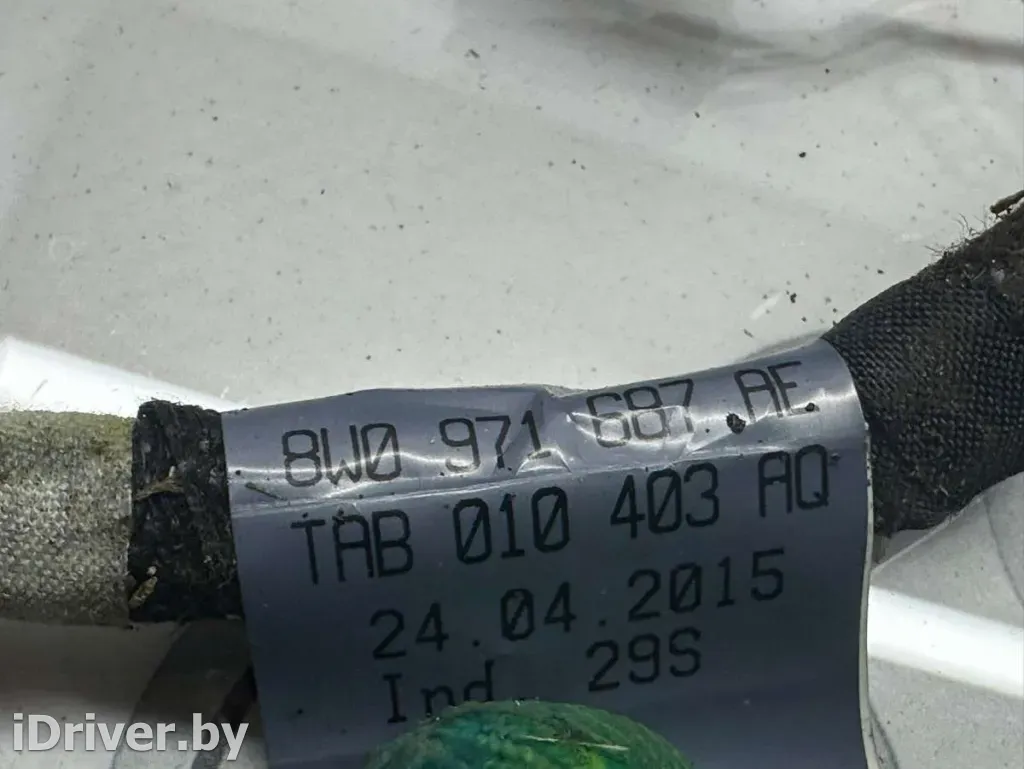 8W0 971 687 AE
TAB 010 403 AQ
24.04.2015
Ind. 29S
iDriver.by